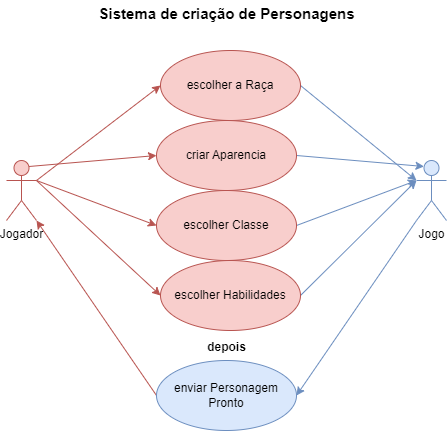 Sistema de criação de Personagens
escolher a Raça
criar Aparencia
escolher Classe
Jogador
Jogo
escolher Habilidades
depois
enviar Personagem
Pronto